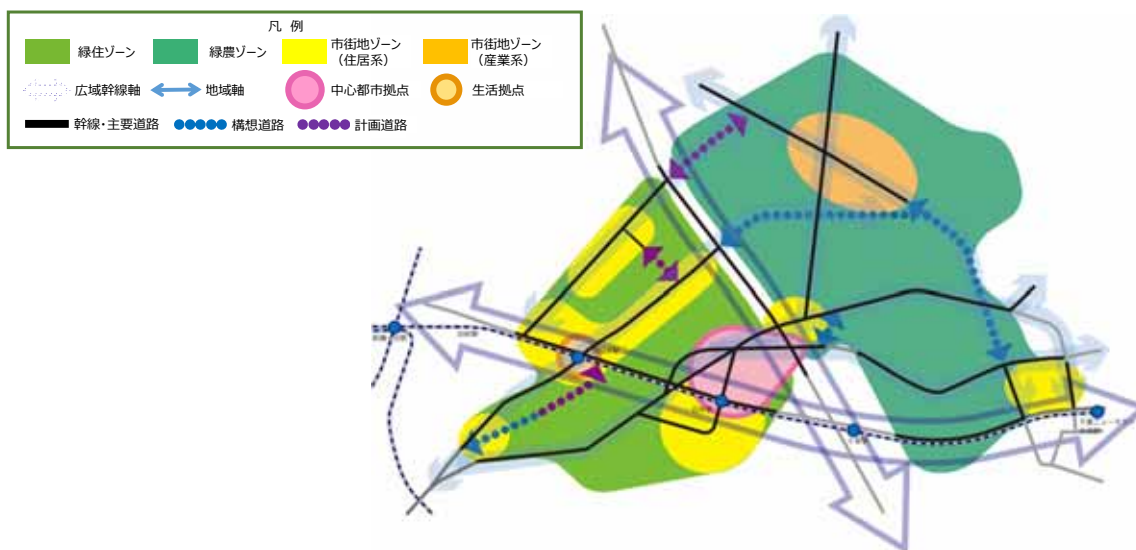 凡 例
緑住ゾーン 緑農ゾーン 市街地ゾーン（住居系） 市街地ゾーン（産業系）
広域幹線軸 地域軸 中心都市拠点 生活拠点
幹線・主要道路 構想道路 計画道路